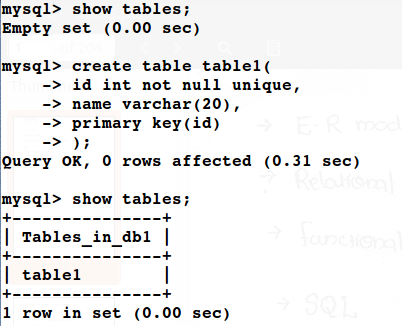 mysql> show tables;
Empty set (0.00 sec)
mysql> create table table1(
-> id int not null unique,
-> name varchar(20),
-> primary key(id)
-> );
Query OK, 0 rows affected (0.31 sec)
mysql> show tables;
+---------------+
| Tables_in_db1 |
+---------------+
| table1        |
+---------------+
1 row in set (0.00 sec)
→ E-R mod
→ Relational
→ functional
→ SQL